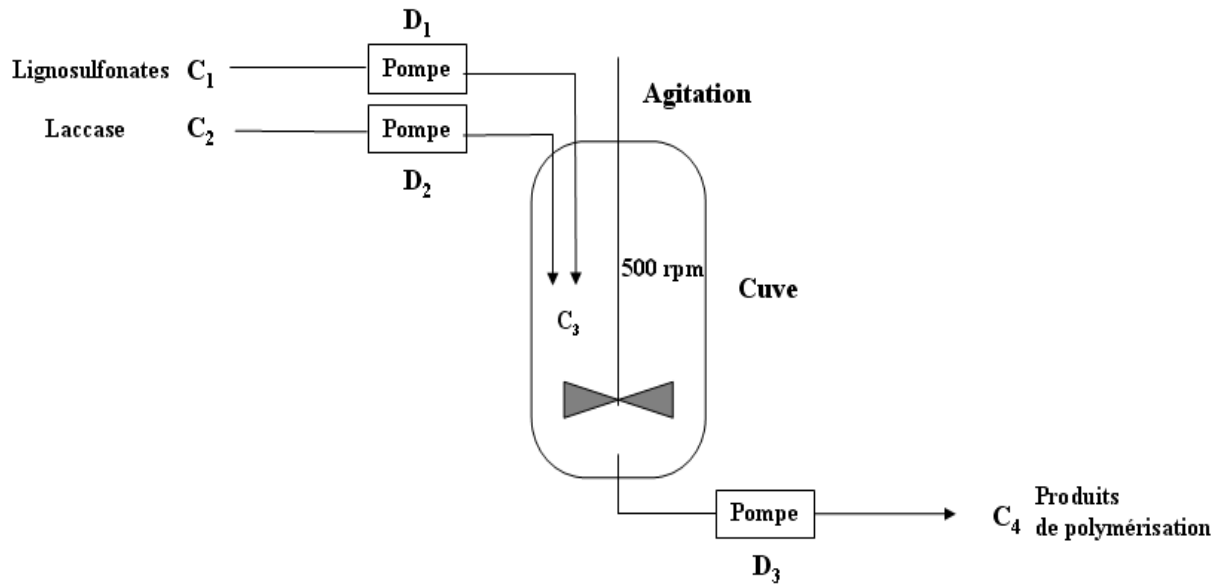 D1
Lignosulfonates C1 Pompe
Agitation
Laccase C2 Pompe
D2
500 rpm
Cuve
C3
Pompe
C4 Produits
de polymérisation
D3